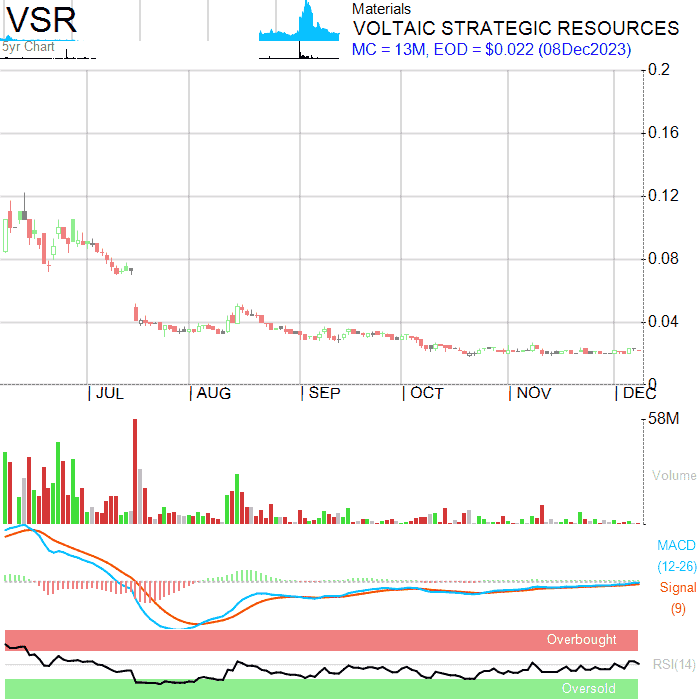 VSR
5yr Chart
Materials
VOLTAIC STRATEGIC RESOURCES
MC = 13M, EOD = $0.022 (08Dec2023)
0.2
0.16
0.12
0.08
0.04
0
JUL AUG SEP OCT NOV DEC
58M
Volume
MACD
(12-26)
Signal
(9)
Overbought
RSI(14)
Oversold